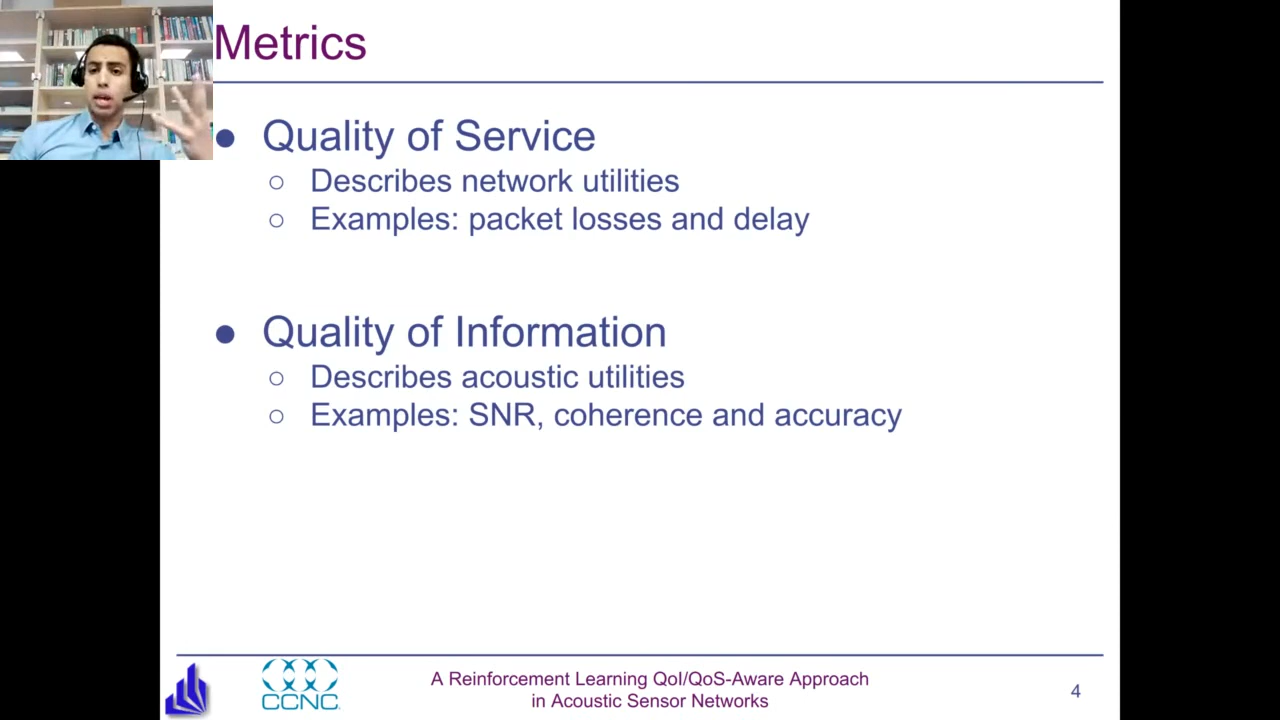 Metrics
● Quality of Service
○ Describes network utilities
○ Examples: packet losses and delay
● Quality of Information
○ Describes acoustic utilities
○ Examples: SNR, coherence and accuracy
CCNC
A Reinforcement Learning QoI/QoS-Aware Approach
in Acoustic Sensor Networks
4